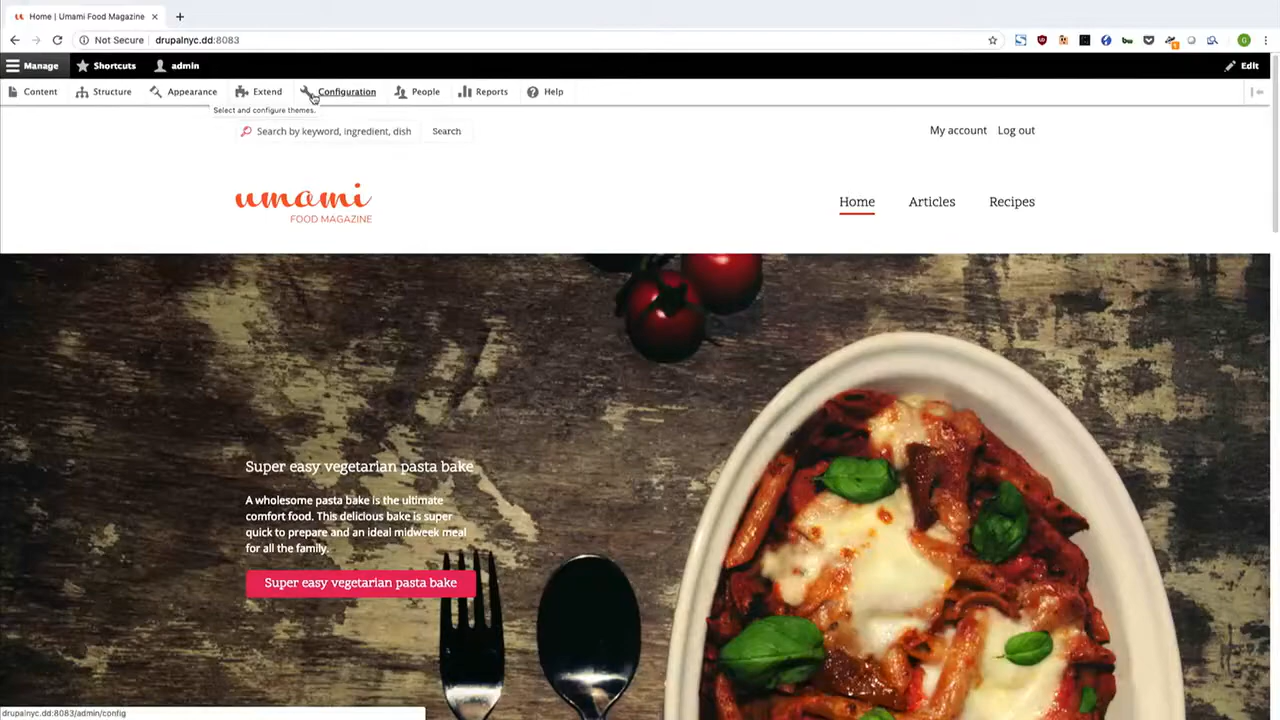 Home | Umami Food Magazine
Not Secure drupalnyc.dd:8083
Manage Shortcuts admin Edit
Content Structure Appearance Extend Configuration People Reports Help
Select and configure themes.
Search by keyword, ingredient, dish Search
My account Log out
umami
FOOD MAGAZINE
Home Articles Recipes
Super easy vegetarian pasta bake
A wholesome pasta bake is the ultimate
comfort food. This delicious bake is super
quick to prepare and an ideal midweek meal
for all the family.
Super easy vegetarian pasta bake
drupalnyc.dd:8083/admin/config